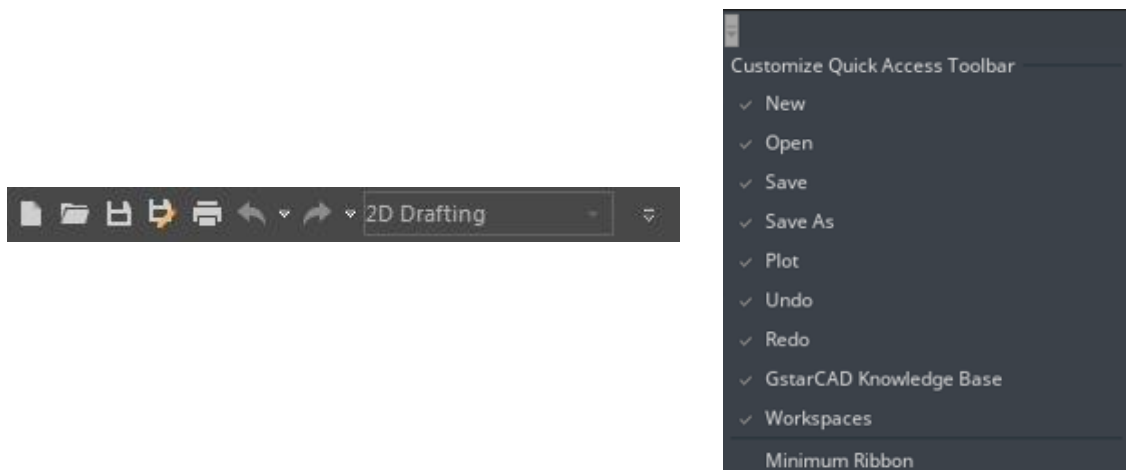 2D Drafting
Customize Quick Access Toolbar
New
Open
Save
Save As
Plot
Undo
Redo
GstarCAD Knowledge Base
Workspaces
Minimum Ribbon